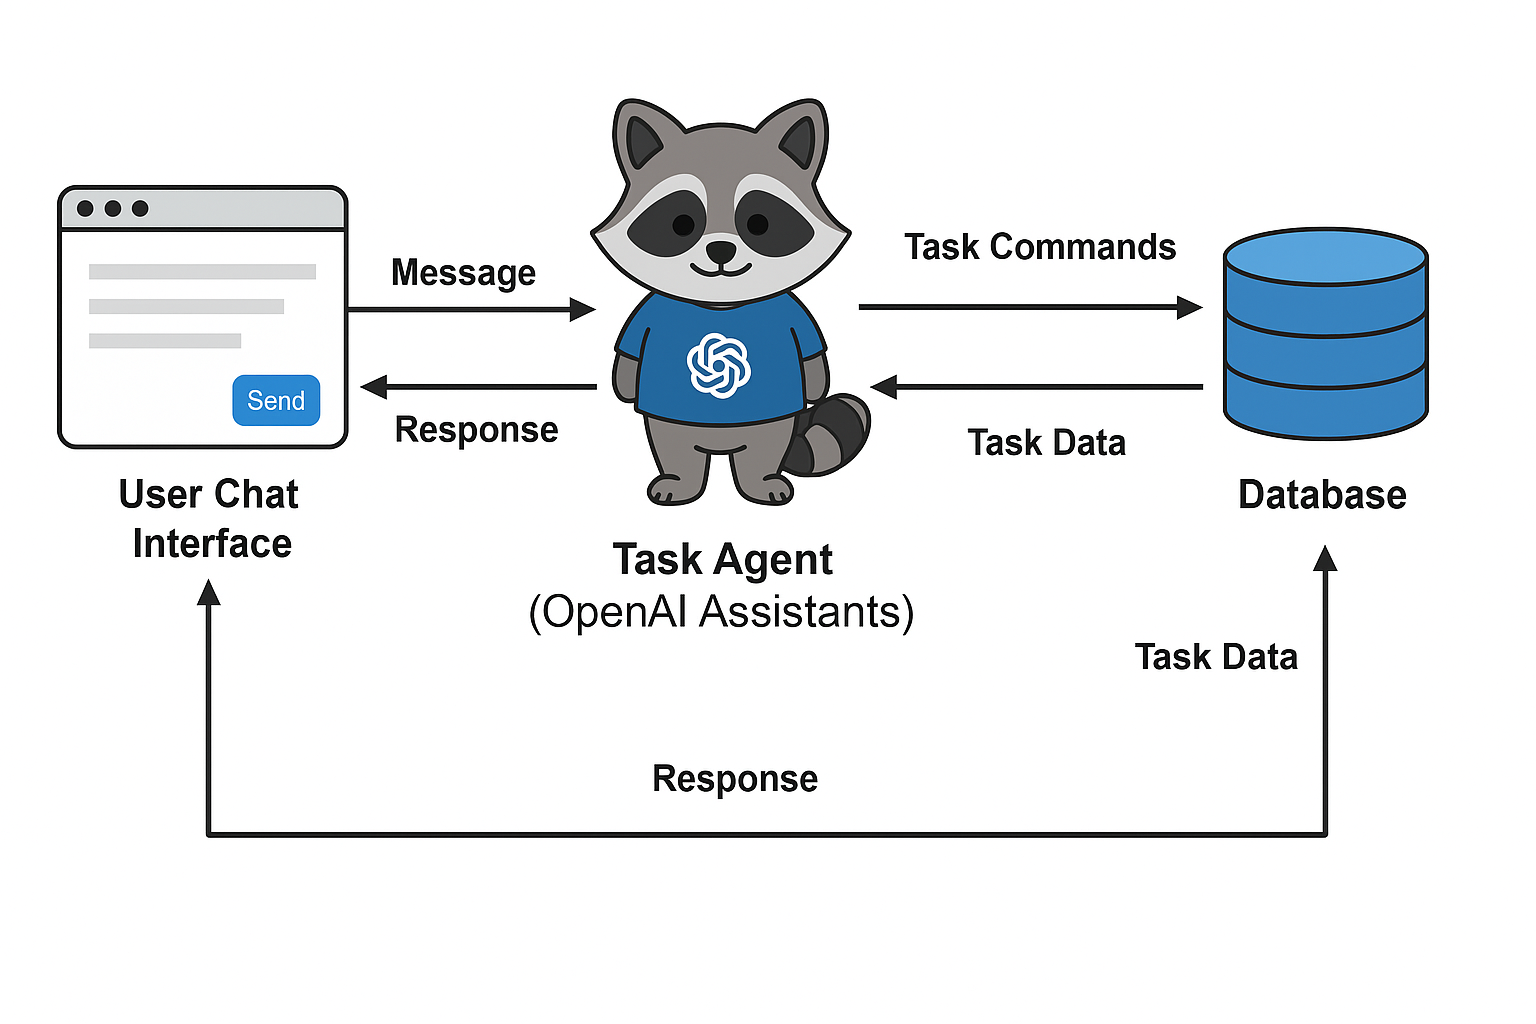 Message
Task Commands
Send
Response
Task Data
User Chat
Interface
Task Agent
(OpenAI Assistants)
Database
Task Data
Response